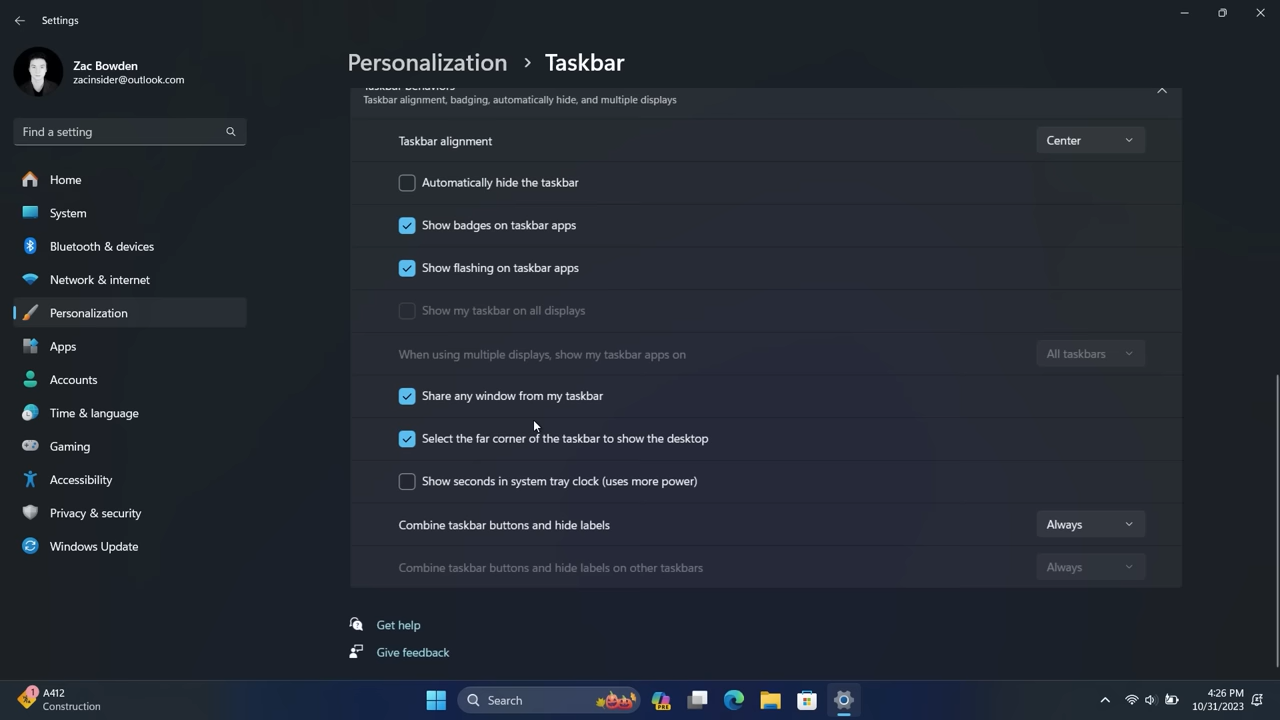 Settings
Zac Bowden
zacinsider@outlook.com
Find a setting
Home
System
Bluetooth & devices
Network & internet
Personalization
Apps
Accounts
Time & language
Gaming
Accessibility
Privacy & security
Windows Update
Personalization > Taskbar
Taskbar behaviors
Taskbar alignment, badging, automatically hide, and multiple displays
Taskbar alignment Center
Automatically hide the taskbar
Show badges on taskbar apps
Show flashing on taskbar apps
Show my taskbar on all displays
When using multiple displays, show my taskbar apps on All taskbars
Share any window from my taskbar
Select the far corner of the taskbar to show the desktop
Show seconds in system tray clock (uses more power)
Combine taskbar buttons and hide labels Always
Combine taskbar buttons and hide labels on other taskbars Always
Get help
Give feedback
1
A412
Construction
Search
PRE
4:26 PM
10/31/2023